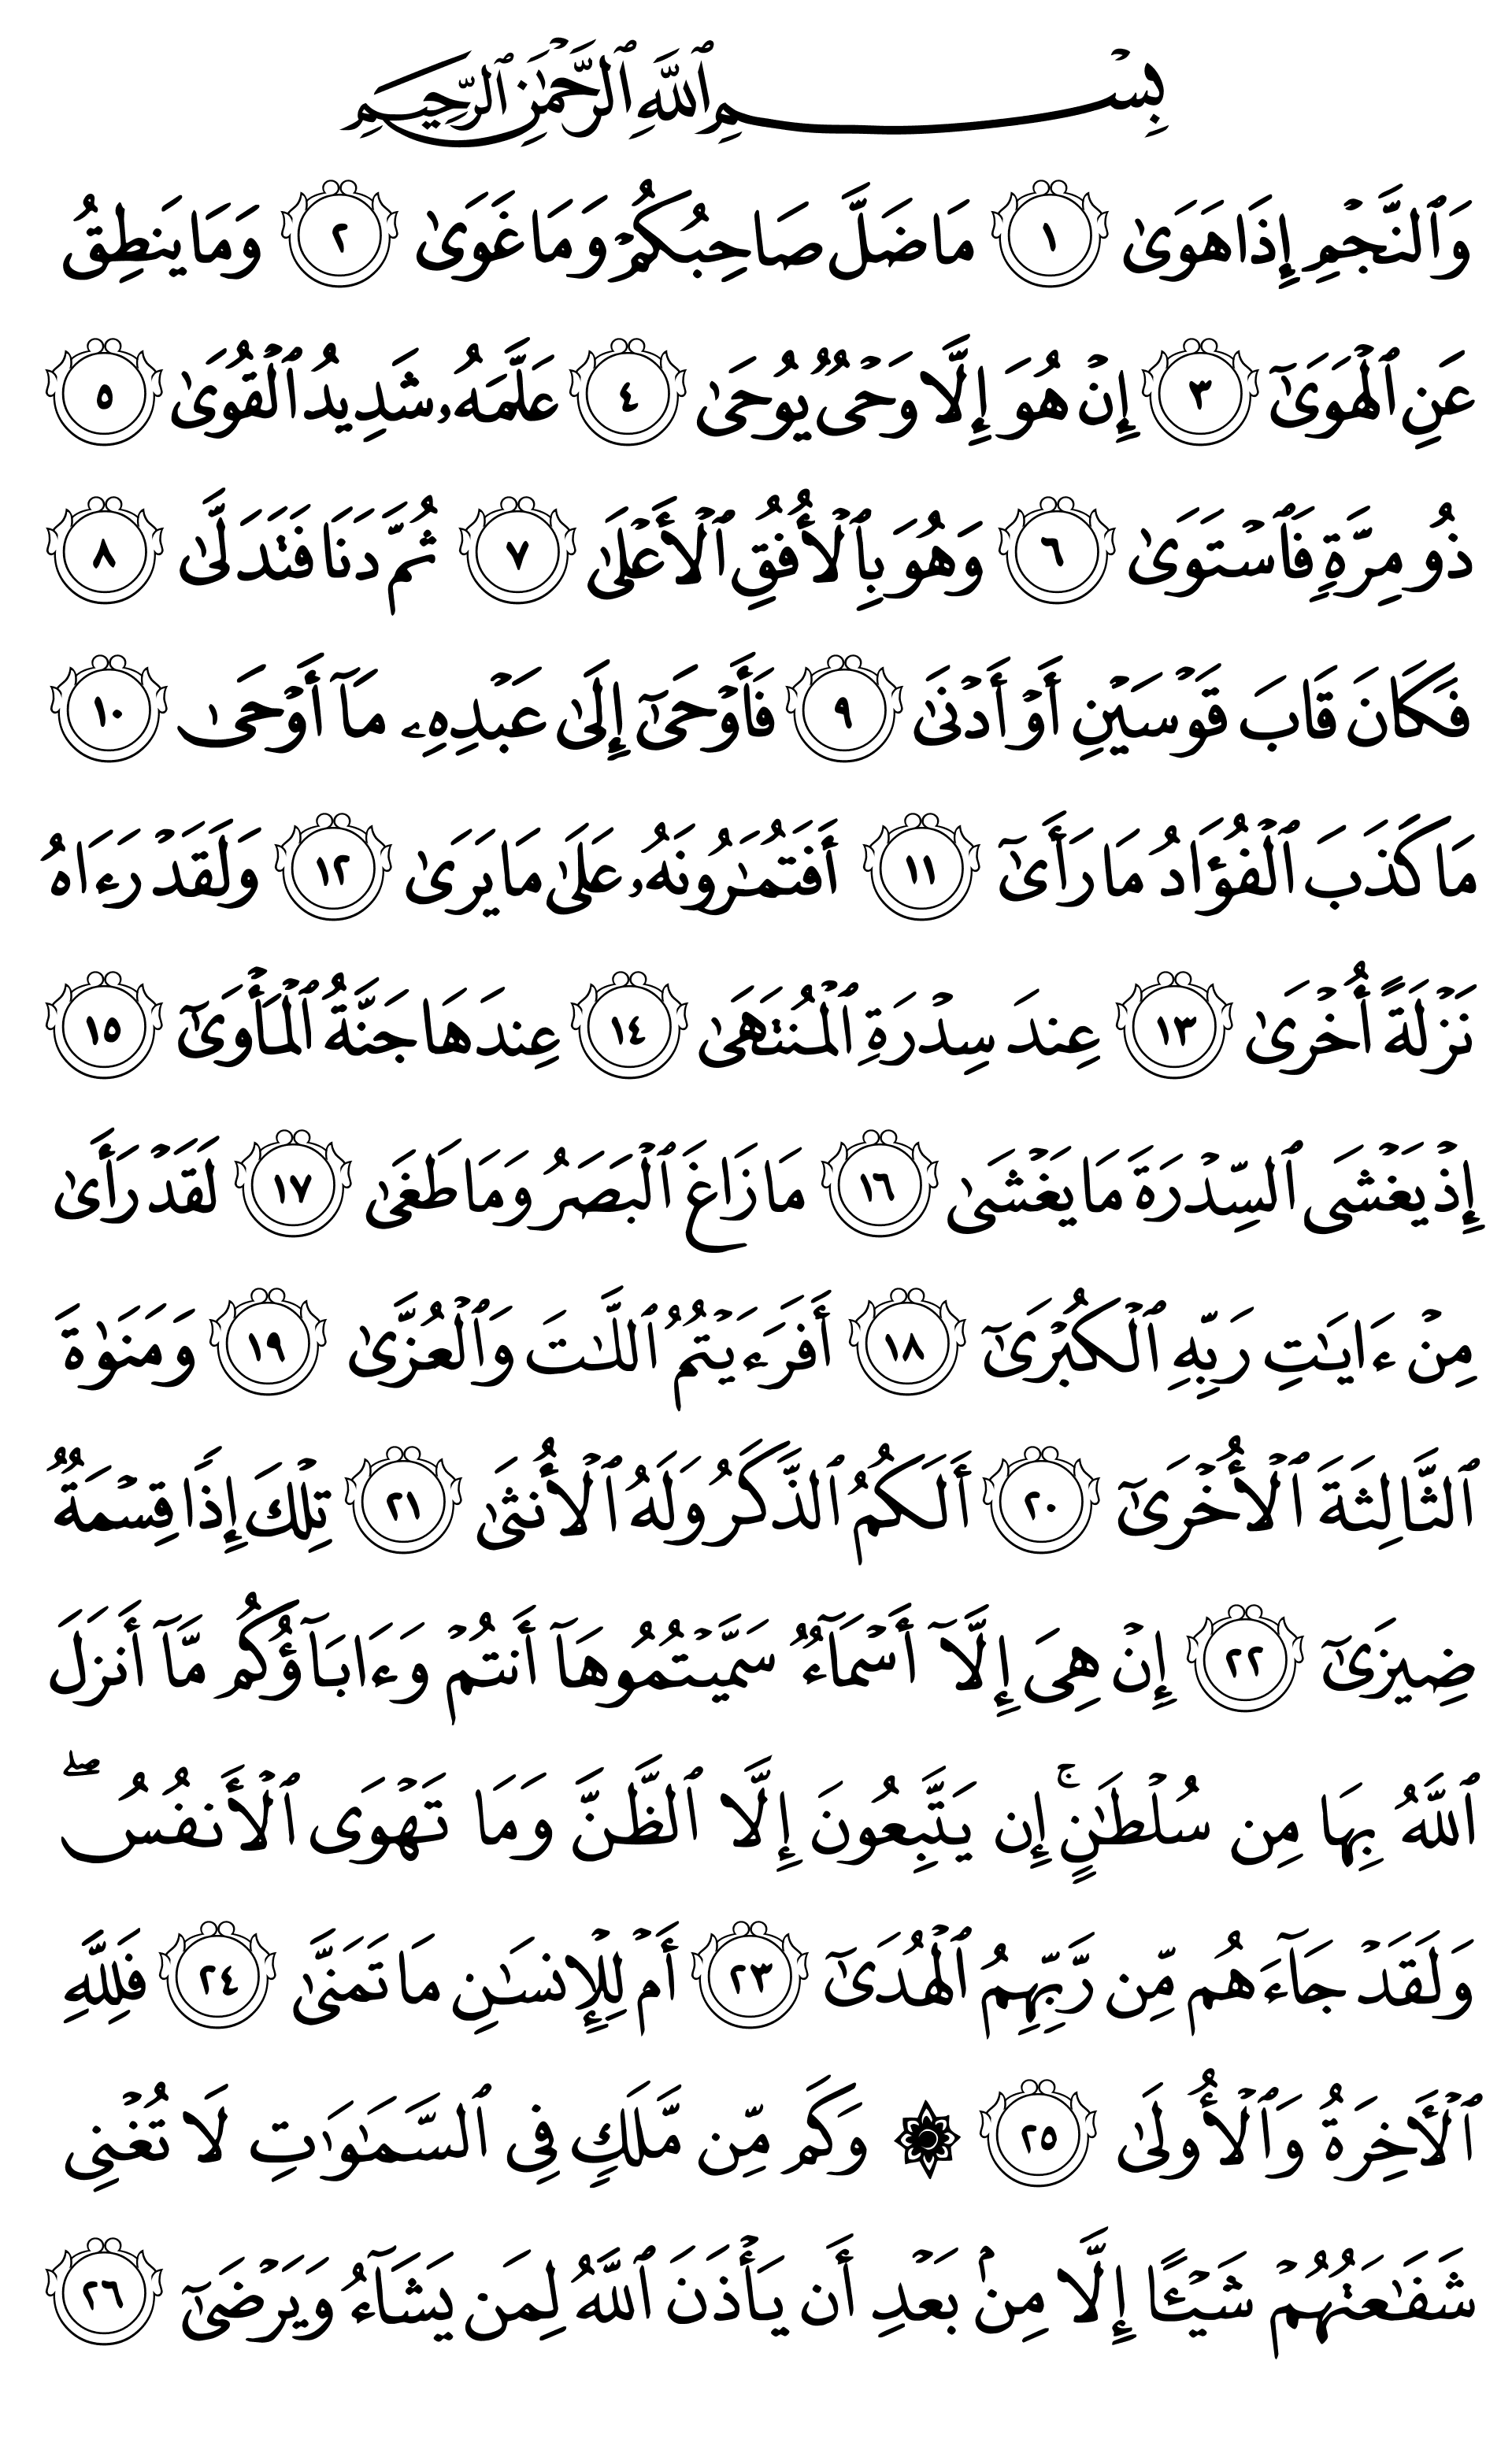 بِسۡمِ ٱللَّهِ ٱلرَّحۡمَٰنِ ٱلرَّحِيمِ
وَٱلنَّجۡمِ إِذَا هَوَىٰ ١ مَا ضَلَّ صَاحِبُكُمۡ وَمَا غَوَىٰ ٢ وَمَا يَنطِقُ
عَنِ ٱلۡهَوَىٰٓ ٣ إِنۡ هُوَ إِلَّا وَحۡيٞ يُوحَىٰ ٤ عَلَّمَهُۥ شَدِيدُ ٱلۡقُوَىٰ ٥
ذُو مِرَّةٖ فَٱسۡتَوَىٰ ٦ وَهُوَ بِٱلۡأُفُقِ ٱلۡأَعۡلَىٰ ٧ ثُمَّ دَنَا فَتَدَلَّىٰ ٨
فَكَانَ قَابَ قَوۡسَيۡنِ أَوۡ أَدۡنَىٰ ٩ فَأَوۡحَىٰٓ إِلَىٰ عَبۡدِهِۦ مَآ أَوۡحَىٰ ١٠
مَا كَذَبَ ٱلۡفُؤَادُ مَا رَأَىٰٓ ١١ أَفَتُمَٰرُونَهُۥ عَلَىٰ مَا يَرَىٰ ١٢ وَلَقَدۡ رَءَاهُ
نَزۡلَةً أُخۡرَىٰ ١٣ عِندَ سِدۡرَةِ ٱلۡمُنتَهَىٰ ١٤ عِندَهَا جَنَّةُ ٱلۡمَأۡوَىٰٓ ١٥
إِذۡ يَغۡشَى ٱلسِّدۡرَةَ مَا يَغۡشَىٰ ١٦ مَا زَاغَ ٱلۡبَصَرُ وَمَا طَغَىٰ ١٧ لَقَدۡ رَأَىٰ
مِنۡ ءَايَٰتِ رَبِّهِ ٱلۡكُبۡرَىٰٓ ١٨ أَفَرَءَيۡتُمُ ٱللَّٰتَ وَٱلۡعُزَّىٰ ١٩ وَمَنَوٰةَ
ٱلثَّالِثَةَ ٱلۡأُخۡرَىٰٓ ٢٠ أَلَكُمُ ٱلذَّكَرُ وَلَهُ ٱلۡأُنثَىٰ ٢١ تِلۡكَ إِذٗا قِسۡمَةٞ
ضِيزَىٰٓ ٢٢ إِنۡ هِيَ إِلَّآ أَسۡمَآءٞ سَمَّيۡتُمُوهَآ أَنتُمۡ وَءَابَآؤُكُم مَّآ أَنزَلَ
ٱللَّهُ بِهَا مِن سُلۡطَٰنٍۚ إِن يَتَّبِعُونَ إِلَّا ٱلظَّنَّ وَمَا تَهۡوَى ٱلۡأَنفُسُۖ
وَلَقَدۡ جَآءَهُم مِّن رَّبِّهِمُ ٱلۡهُدَىٰٓ ٢٣ أَمۡ لِلۡإِنسَٰنِ مَا تَمَنَّىٰ ٢٤ فَلِلَّهِ
ٱلۡأٓخِرَةُ وَٱلۡأُولَىٰ ٢٥ ۞ وَكَم مِّن مَّلَكٖ فِي ٱلسَّمَٰوَٰتِ لَا تُغۡنِي
شَفَٰعَتُهُمۡ شَيۡـًٔا إِلَّا مِنۢ بَعۡدِ أَن يَأۡذَنَ ٱللَّهُ لِمَن يَشَآءُ وَيَرۡضَىٰٓ ٢٦